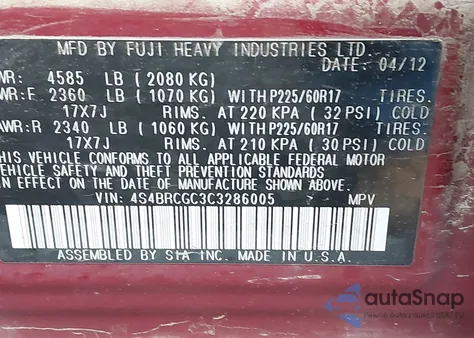 MFD BY FUJI HEAVY INDUSTRIES LTD.
DATE: 04/12
WR: 4585 LB (2080 KG)
WR:F 2360 LB (1070 KG) WITH P225/60R17 TIRES.
17X7J RIMS. AT 220 KPA (32 PSI) COLD
AWR:R 2340 LB (1060 KG) WITH P225/60R17 TIRES.
17X7J RIMS. AT 210 KPA (30 PSI) COLD
THIS VEHICLE CONFORMS TO ALL APPLICABLE FEDERAL MOTOR
VEHICLE SAFETY AND THEFT PREVENTION STANDARDS
IN EFFECT ON THE DATE OF MANUFACTURE SHOWN ABOVE.
VIN: 4S4BRCGC3C3286005 MPV
ASSEMBLED BY SIA INC. MADE IN U.S.A.
autoSnap